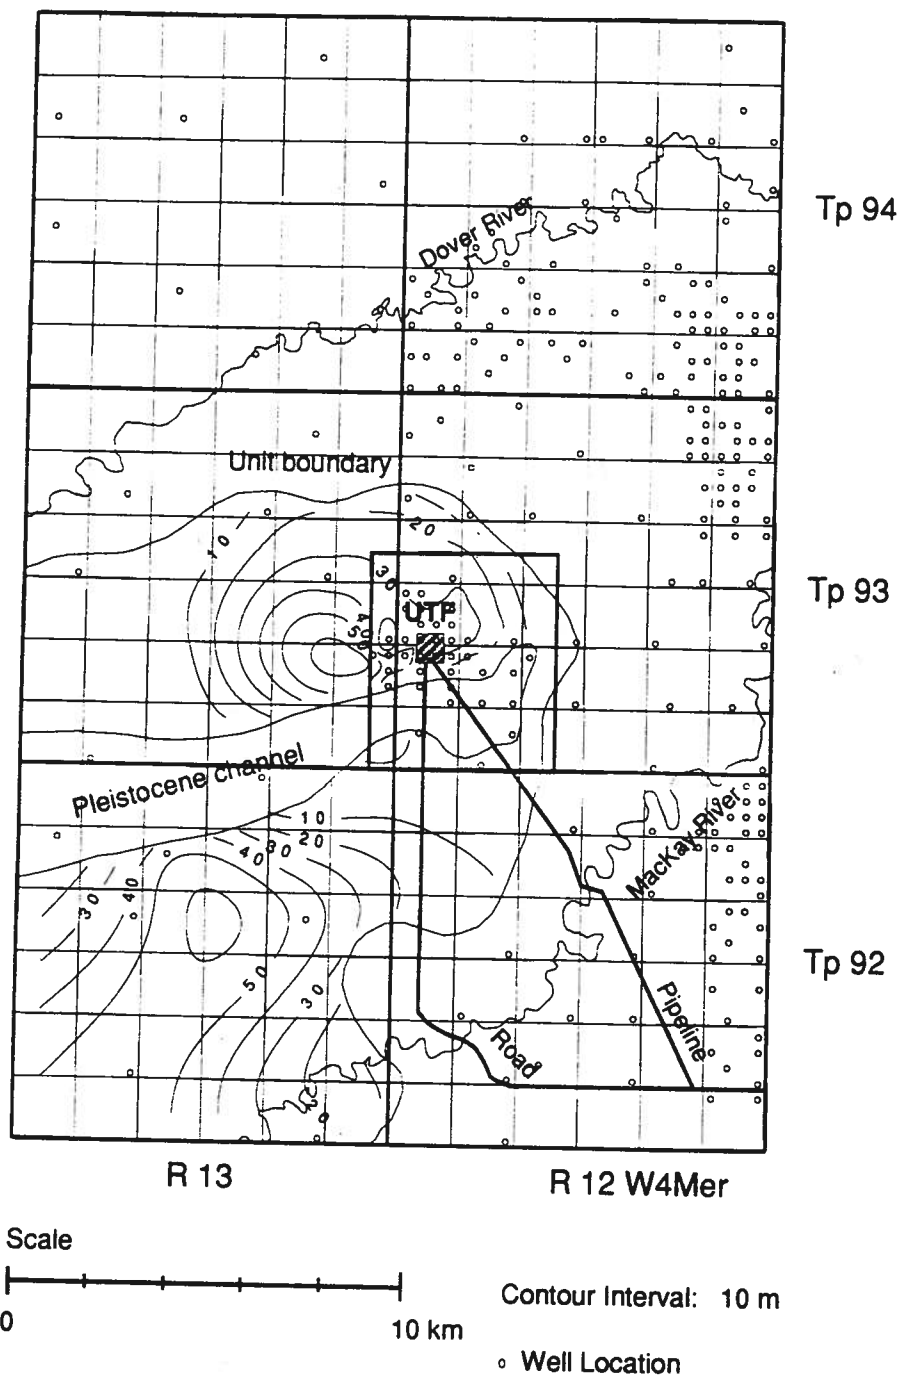 Tp 94
Dover River
Unit boundary
10
20
30
Tp 93
UTF
40
50
Pleistocene channel
10
20
30
40
MacKay River
30
40
Tp 92
50
30
Pipeline
Road
R 13
R 12 W4Mer
Scale
0
10 km
Contour Interval: 10 m
Well Location